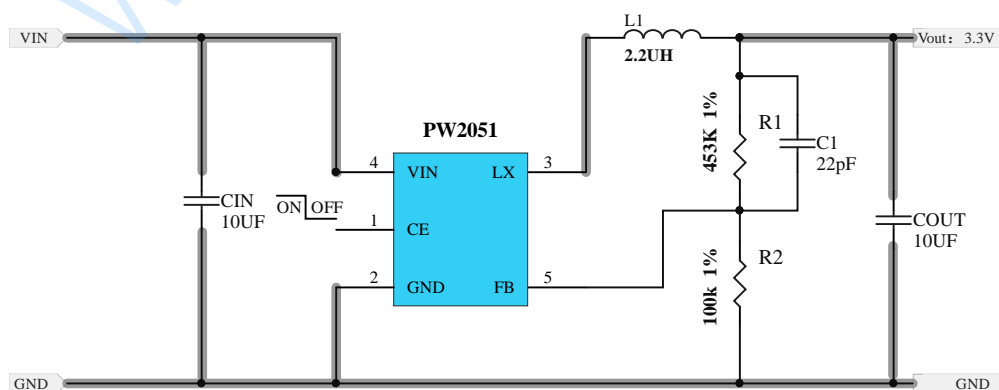 L1
VIN
Vout：3.3V
2.2UH
453K 1%
R1
C1
22pF
PW2051
4 VIN LX 3
CIN
10UF
ON OFF
1 CE
COUT
10UF
R2
100k 1%
2 GND FB 5
GND
GND